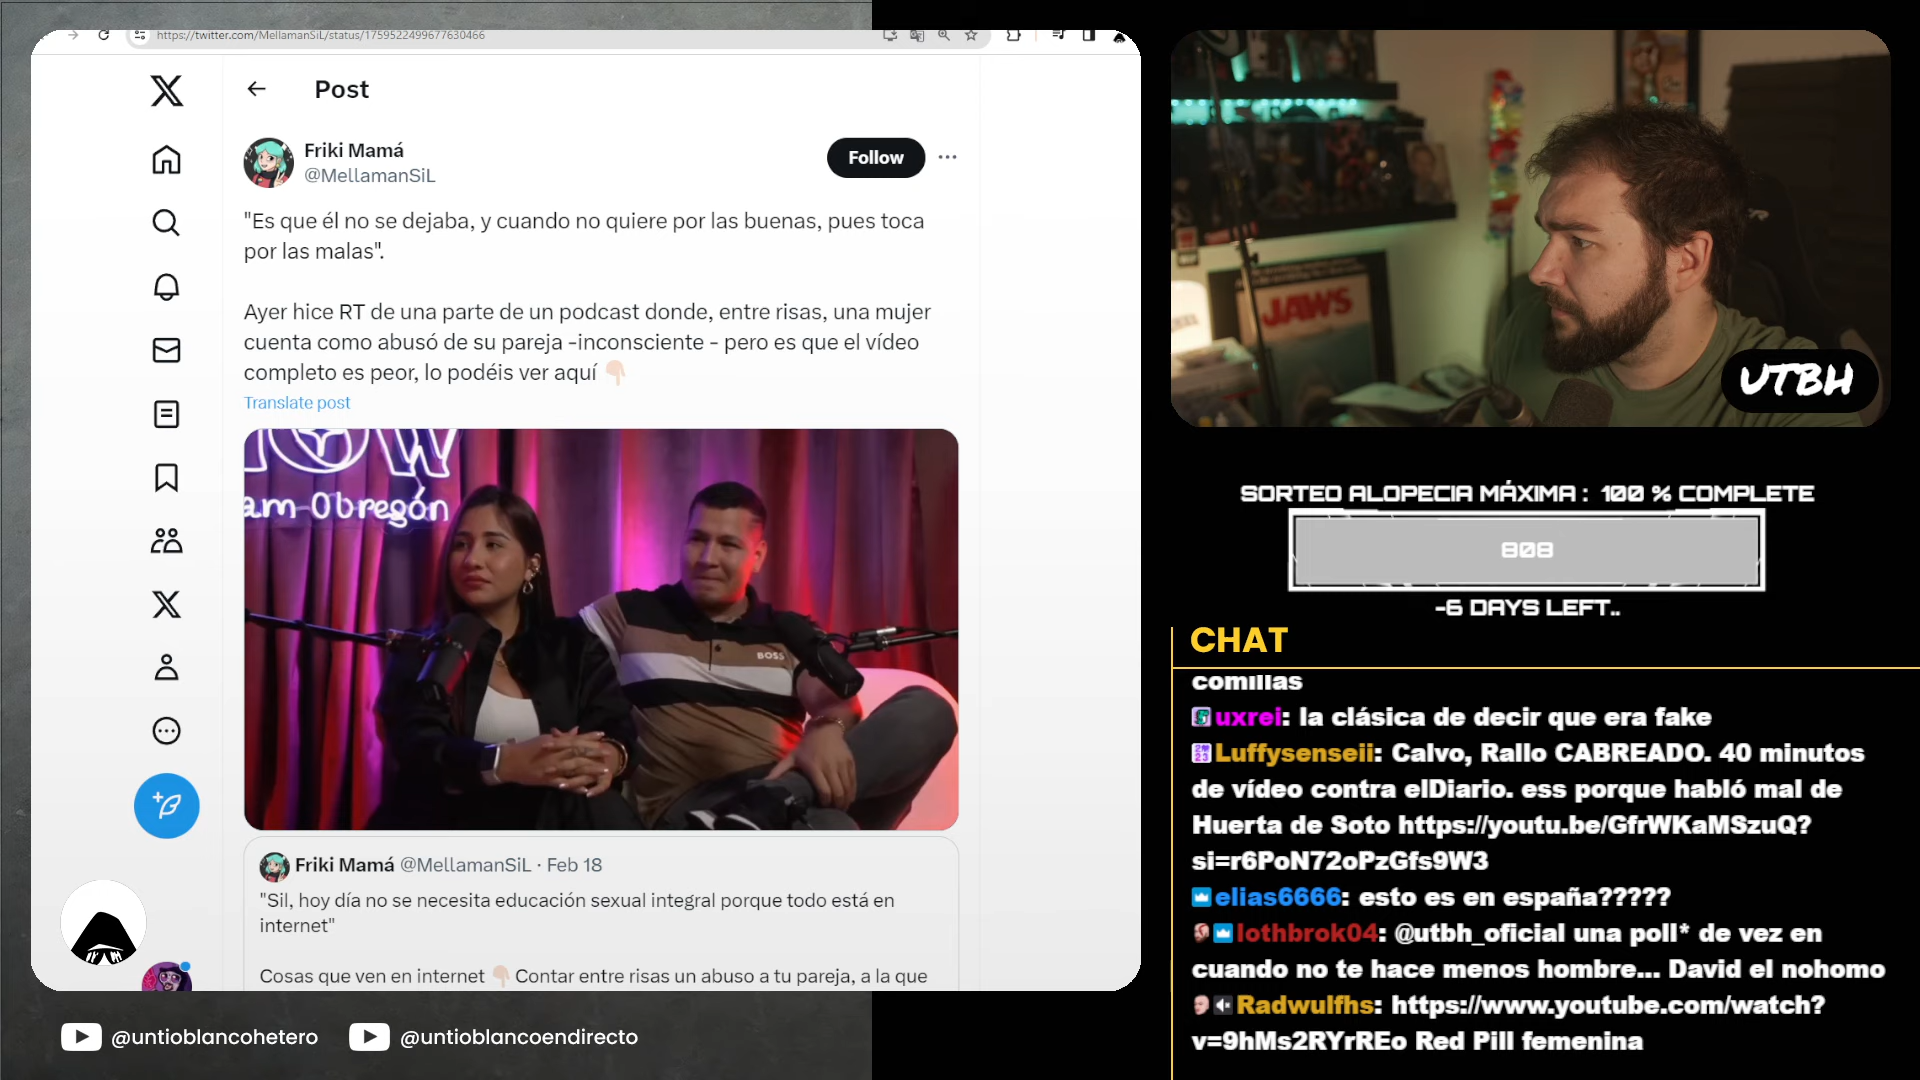 https://twitter.com/MellamanSiL/status/1759522499677630466
Post
Friki Mamá
@MellamanSiL
Follow
"Es que él no se dejaba, y cuando no quiere por las buenas, pues toca
por las malas".
Ayer hice RT de una parte de un podcast donde, entre risas, una mujer
cuenta como abusó de su pareja -inconsciente - pero es que el vídeo
completo es peor, lo podéis ver aquí 👇🏻
Translate post
am Obregón
BOSS
Friki Mamá @MellamanSiL · Feb 18
"Sil, hoy día no se necesita educación sexual integral porque todo está en
internet"
Cosas que ven en internet 👇🏻 Contar entre risas un abuso a tu pareja, a la que
@untioblancohetero
@untioblancoendirecto
JAWS
UTBH
SORTEO ALOPECIA MÁXIMA : 100 % COMPLETE
808
-6 DAYS LEFT..
CHAT
comillas
uxrei: la clásica de decir que era fake
Luffysenseii: Calvo, Rallo CABREADO. 40 minutos
de vídeo contra elDiario. ess porque habló mal de
Huerta de Soto https://youtu.be/GfrWKaMSzuQ?
si=r6PoN72oPzGfs9W3
elias6666: esto es en españa?????
lothbrok04: @utbh_oficial una poll* de vez en
cuando no te hace menos hombre... David el nohomo
Radwulfhs: https://www.youtube.com/watch?
v=9hMs2RYrREo Red Pill femenina